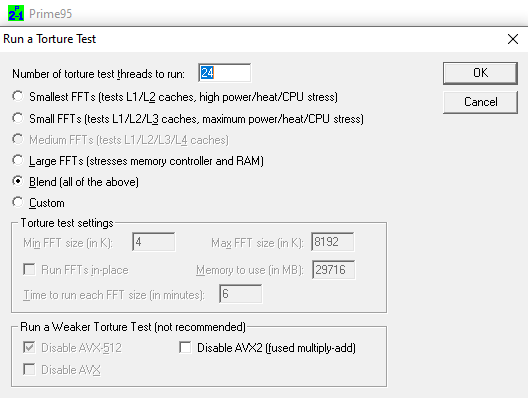 P
2-1
Prime95
Run a Torture Test
Number of torture test threads to run: 24
OK
Smallest FFTs (tests L1/L2 caches, high power/heat/CPU stress)
Cancel
Small FFTs (tests L1/L2/L3 caches, maximum power/heat/CPU stress)
Medium FFTs (tests L1/L2/L3/L4 caches)
Large FFTs (stresses memory controller and RAM)
Blend (all of the above)
Custom
Torture test settings
Min FFT size (in K): 4 Max FFT size (in K): 8192
Run FFTs in-place Memory to use (in MB): 29716
Time to run each FFT size (in minutes): 6
Run a Weaker Torture Test (not recommended)
Disable AVX-512 Disable AVX2 (fused multiply-add)
Disable AVX